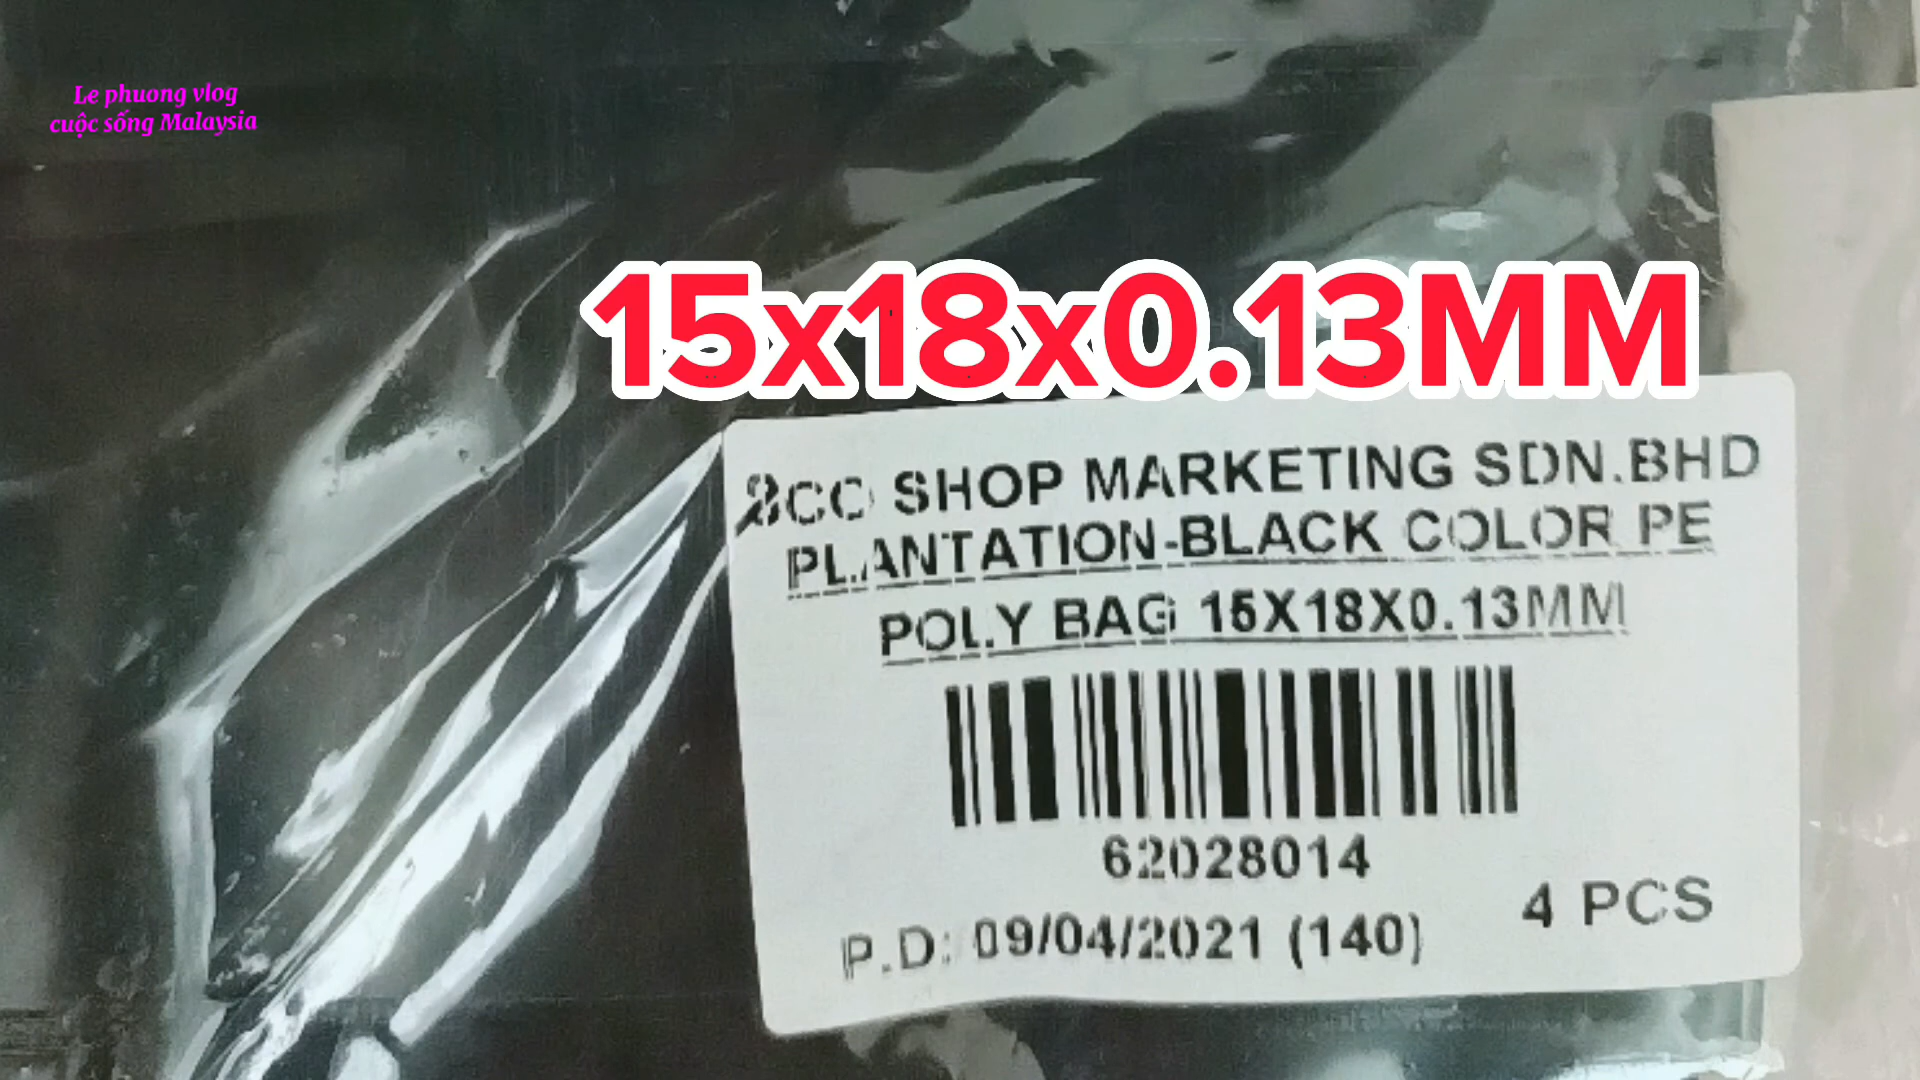 Le phuong vlog
cuộc sống Malaysia
15x18x0.13MM
SHOP MARKETING SDN.BHD
PLANTATION-BLACK COLOR PE
POLY BAG 15X18X0.13MM
62028014
4 PCS
P.D: 09/04/2021 (140)